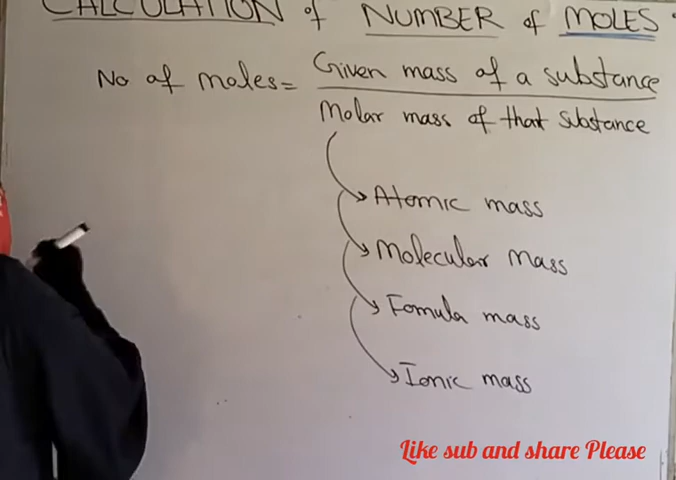 CALCULATION of NUMBER of MOLES.
No of moles = Given mass of a substance
Molar mass of that substance
Atomic mass
Molecular mass
Fomula mass
Ionic mass
Like sub and share Please